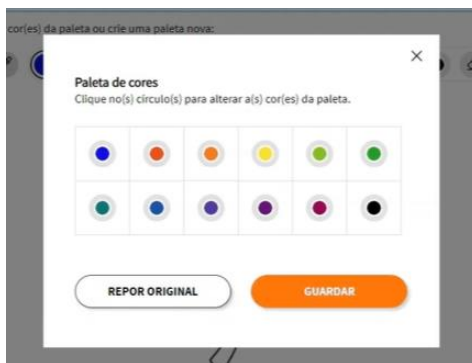 cor(es) da paleta ou crie uma paleta nova:
Paleta de cores
Clique no(s) círculo(s) para alterar a(s) cor(es) da paleta.
REPOR ORIGINAL
GUARDAR